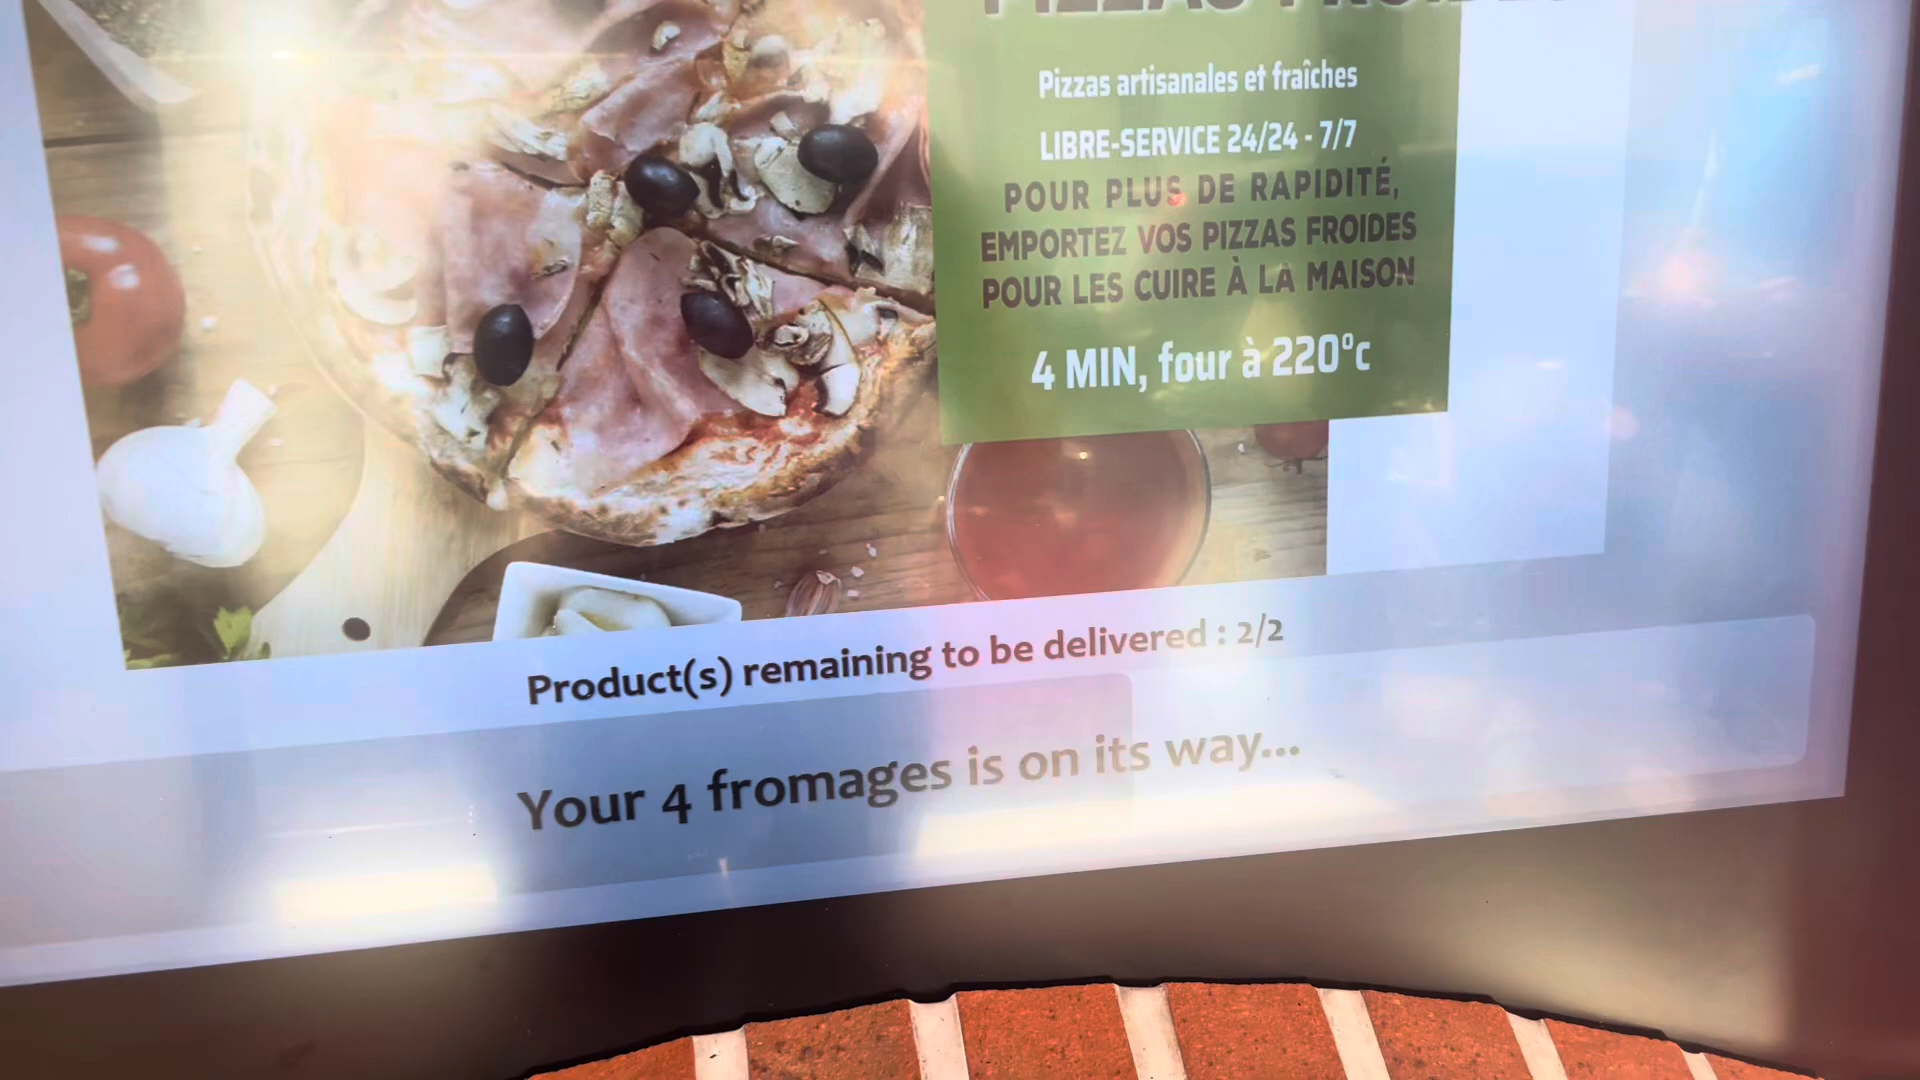 PIZZAS FROIDES
Pizzas artisanales et fraîches
LIBRE-SERVICE 24/24 - 7/7
POUR PLUS DE RAPIDITÉ,
EMPORTEZ VOS PIZZAS FROIDES
POUR LES CUIRE À LA MAISON
4 MIN, four à 220°c
Product(s) remaining to be delivered : 2/2
Your 4 fromages is on its way...